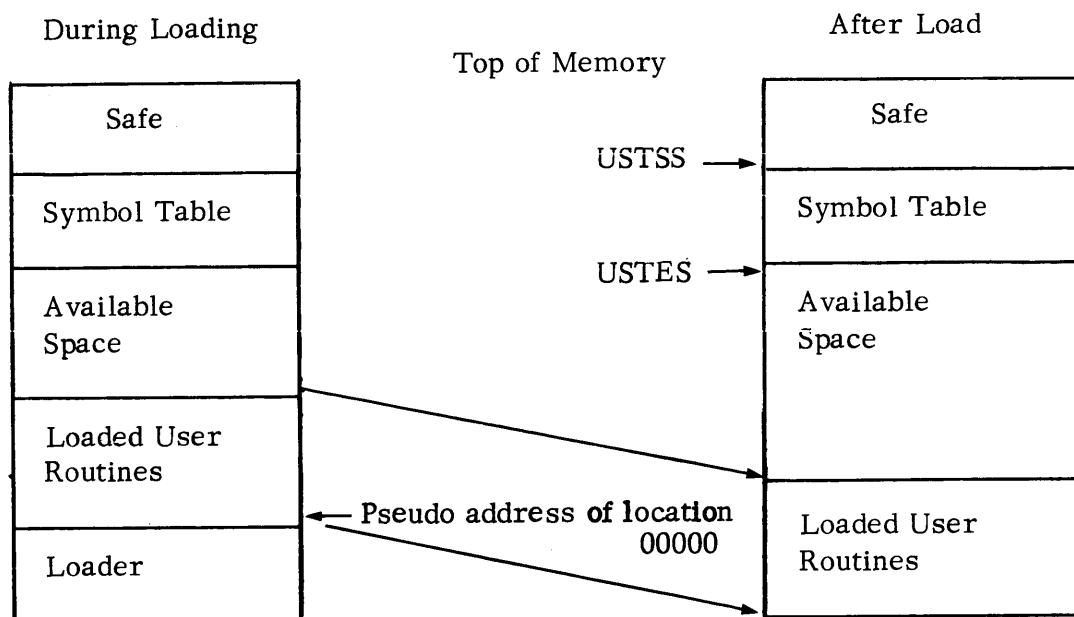 During Loading
After Load
Top of Memory
Safe
Symbol Table
Available
Space
Loaded User
Routines
Loader
USTSS
USTES
Pseudo address of location
00000
Safe
Symbol Table
Available
Space
Loaded User
Routines